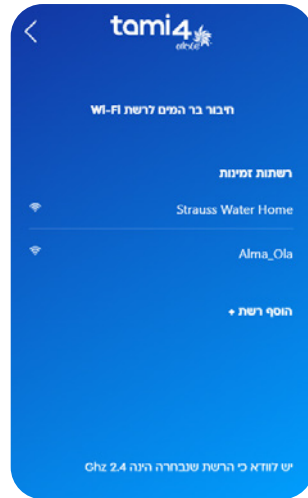 tami4
שטראוס
חיבור בר המים לרשת Wi-Fi
רשתות זמינות
Strauss Water Home
Alma_Ola
הוסף רשת +
יש לוודא כי הרשת שנבחרה הינה 2.4 Ghz